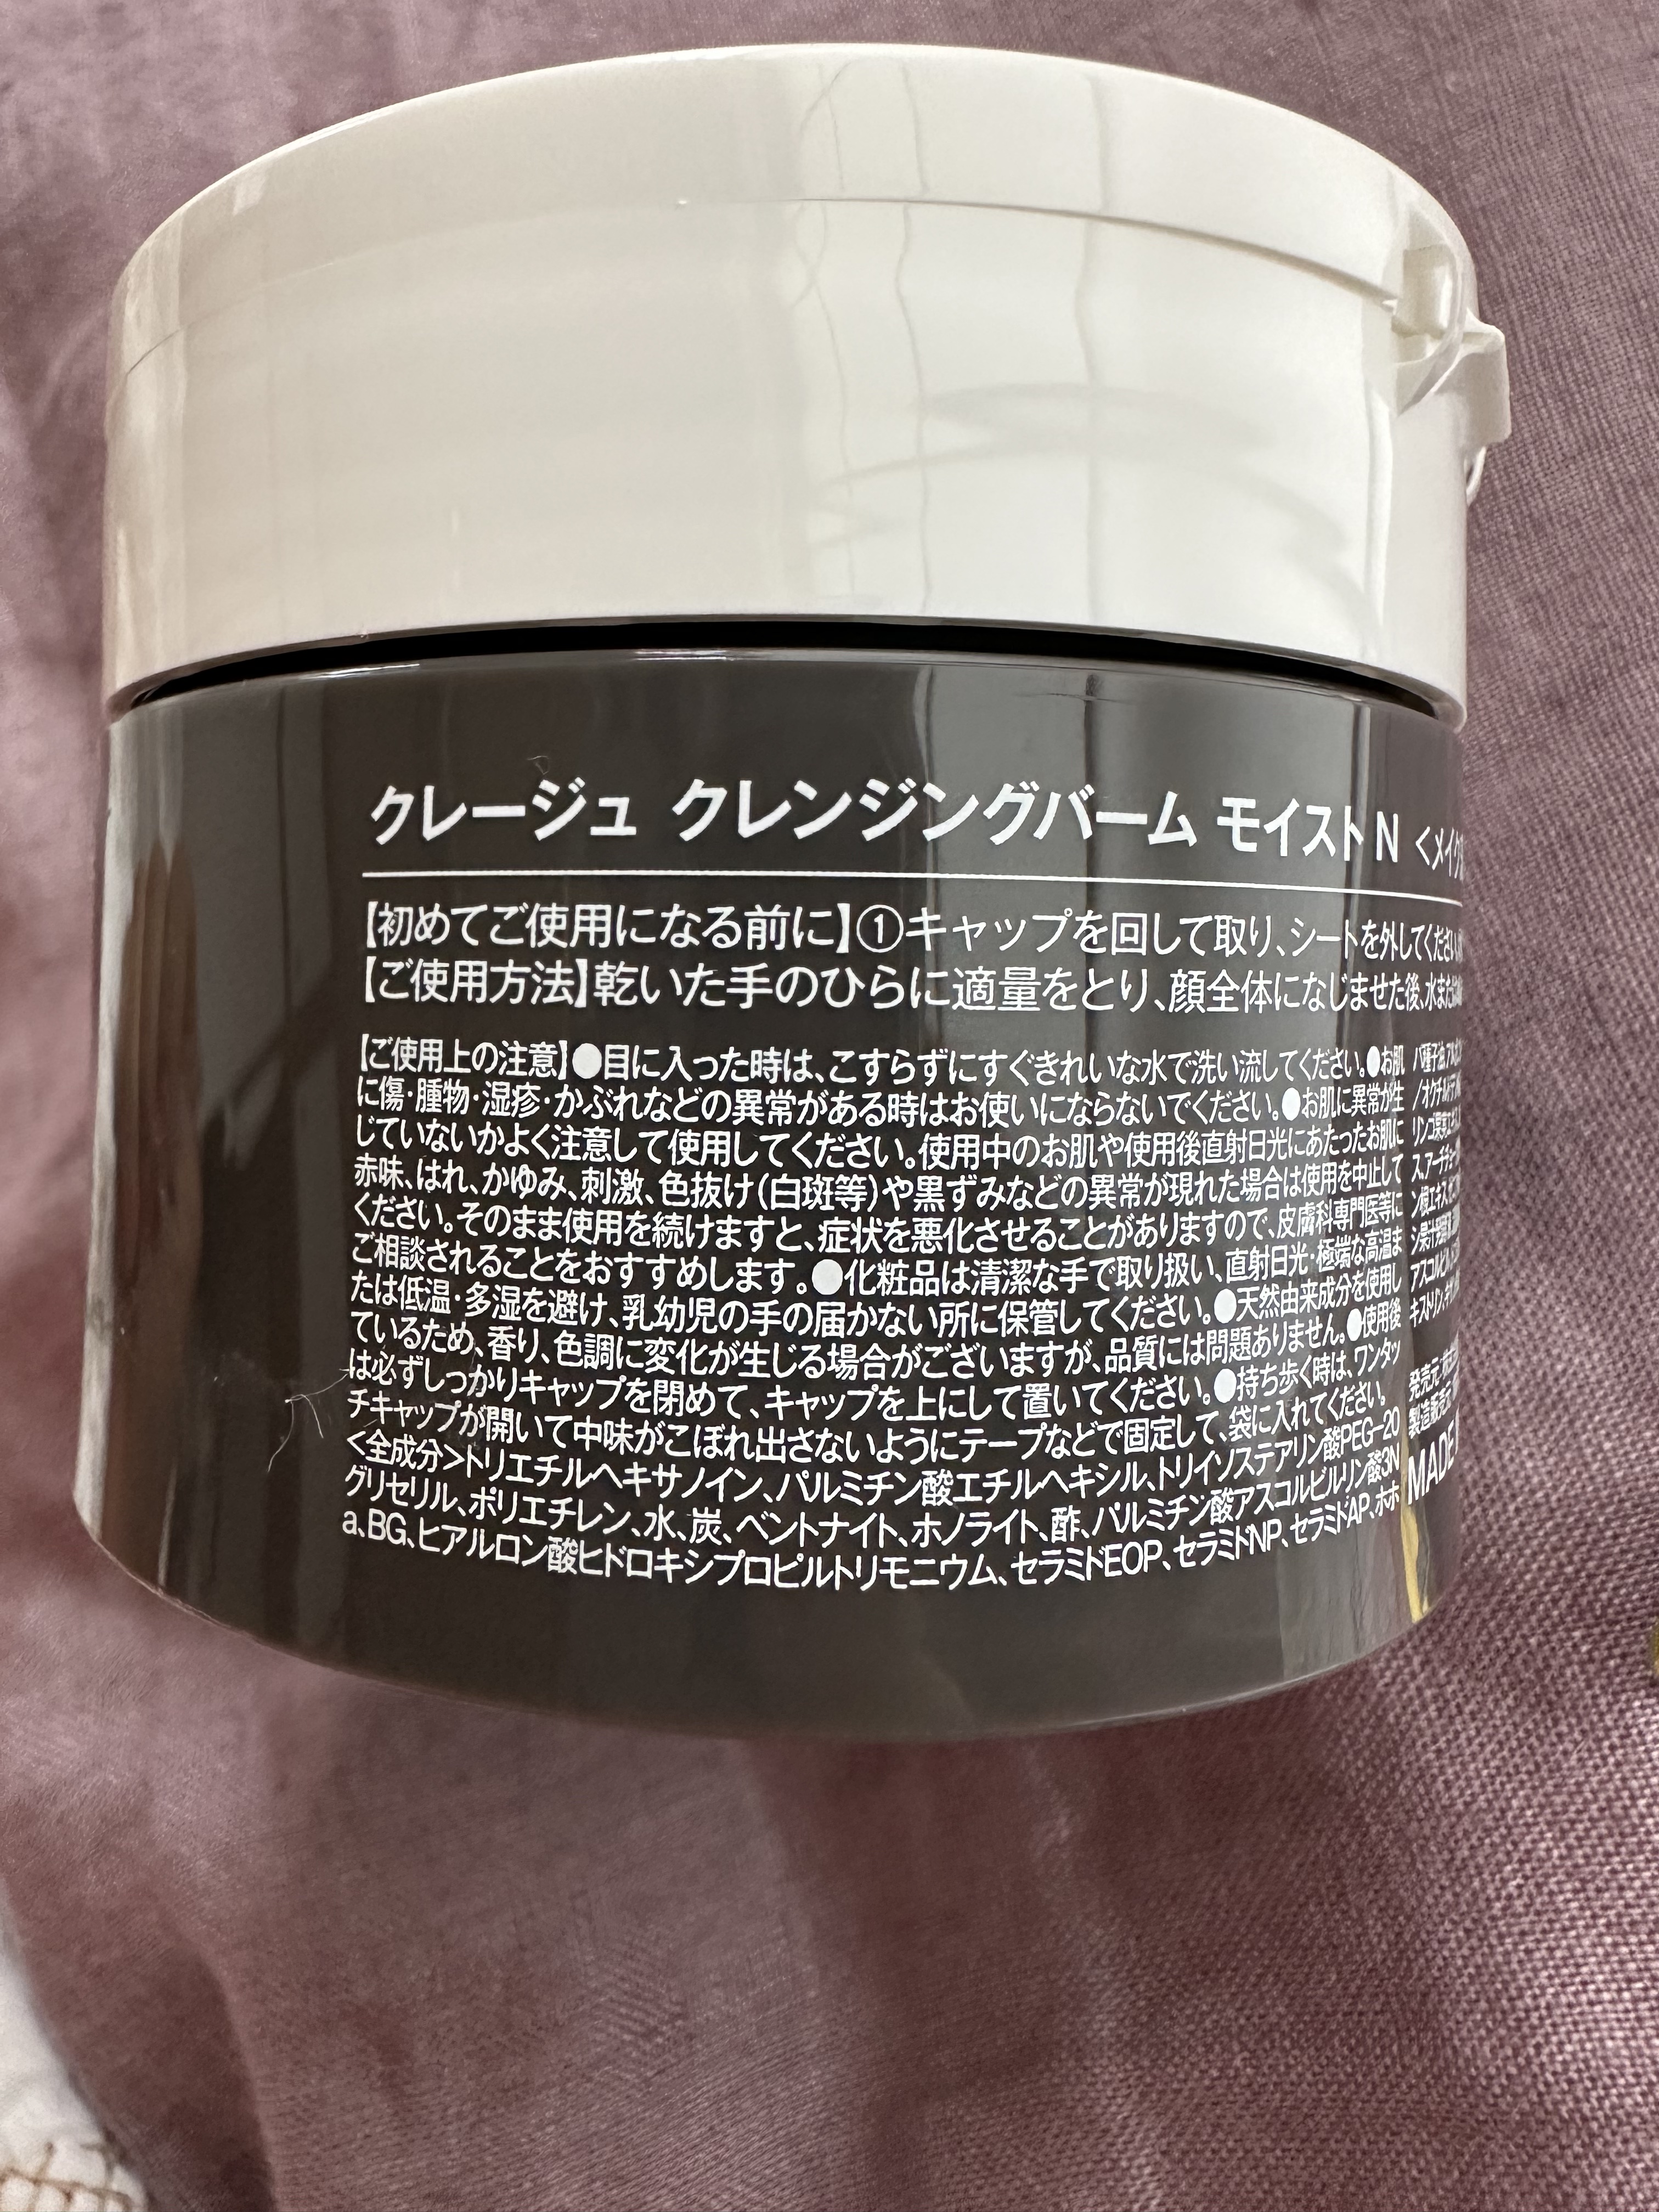 クレージュ クレンジングバーム モイスト N <メイク
【初めてご使用になる前に】①キャップを回して取り、シートを外してください。
【ご使用方法】乾いた手のひらに適量をとり、顔全体になじませた後、水また
【ご使用上の注意】●目に入った時は、こすらずにすぐきれいな水で洗い流してください。●お肌
に傷・腫物・湿疹・かぶれなどの異常がある時はお使いにならないでください。●お肌に異常が生
じていないかよく注意して使用してください。使用中のお肌や使用後直射日光にあたったお肌に
赤味、はれ、かゆみ、刺激、色抜け(白斑等)や黒ずみなどの異常が現れた場合は使用を中止して
ください。そのまま使用を続けますと、症状を悪化させることがありますので、皮膚科専門医等に
ご相談されることをおすすめします。●化粧品は清潔な手で取り扱い、直射日光・極端な高温ま
たは低温・多湿を避け、乳幼児の手の届かない所に保管してください。●天然由来成分を使用し
ているため、香り、色調に変化が生じる場合がございますが、品質には問題ありません。●使用後
は必ずしっかりキャップを閉めて、キャップを上にして置いてください。●持ち歩く時は、ワンタッ
チキャップが開いて中味がこぼれ出さないようにテープなどで固定して、袋に入れてください。
<全成分>トリエチルヘキサノイン、パルミチン酸エチルヘキシル、トリイソステアリン酸PEG-20
グリセリル、ポリエチレン、水、炭、ベントナイト、ホノライト、酢、パルミチン酸アスコルビルリン酸3N
a、BG、ヒアルロン酸ヒドロキシプロピルトリモニウム、セラミドEOP、セラミドNP、セラミドAP、ホホ
発売元
製造販売元
MADE